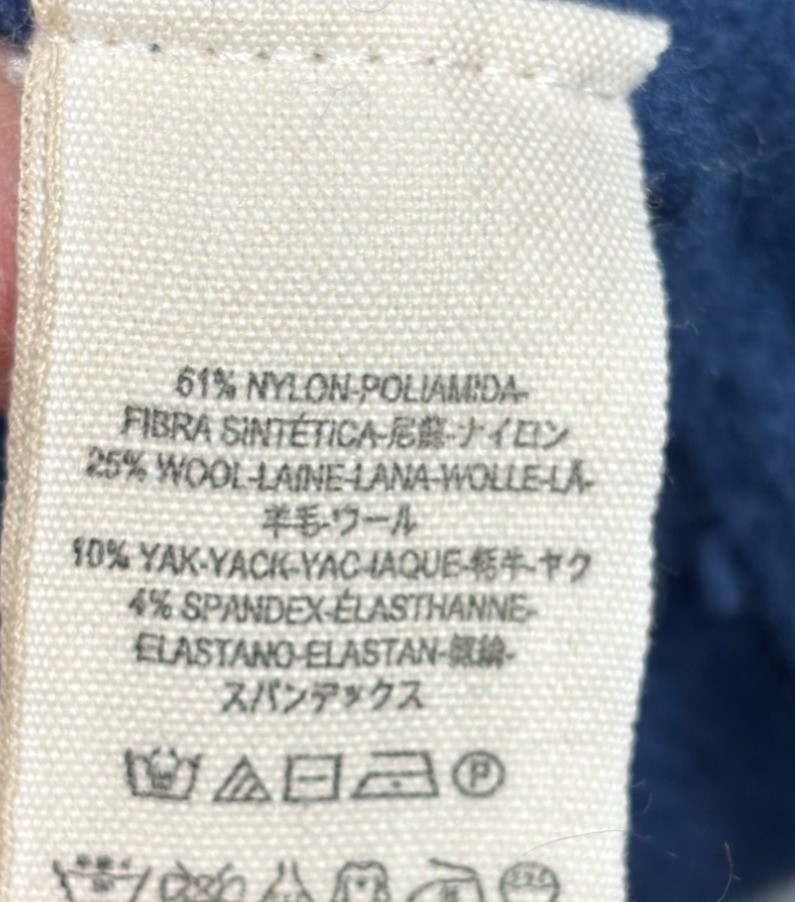 61% NYLON-POLIAMIDA-
FIBRA SINTÉTICA-尼龍-ナイロン
25% WOOL-LAINE-LANA-WOLLE-LÃ-
羊毛-ウール
10% YAK-YACK-YAC-IAQUE-牦牛-ヤク
4% SPANDEX-ÉLASTHANNE-
ELASTANO-ELASTAN-氨綸-
スパンデックス
P